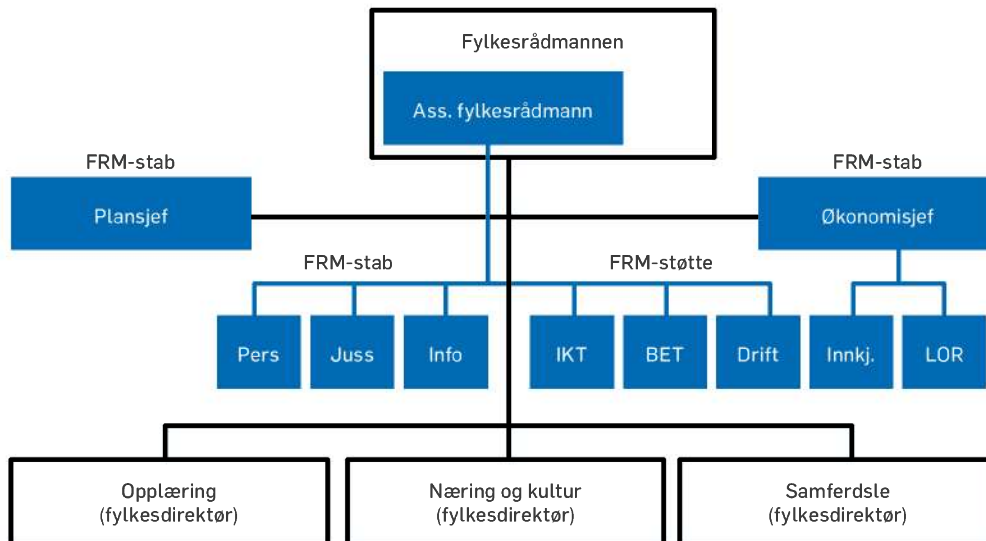 Fylkesrådmannen
Ass. fylkesrådmann
FRM-stab
Plansjef
FRM-stab
Økonomisjef
FRM-stab
FRM-støtte
Pers
Juss
Info
IKT
BET
Drift
Innkj.
LOR
Opplæring
(fylkesdirektør)
Næring og kultur
(fylkesdirektør)
Samferdsle
(fylkesdirektør)